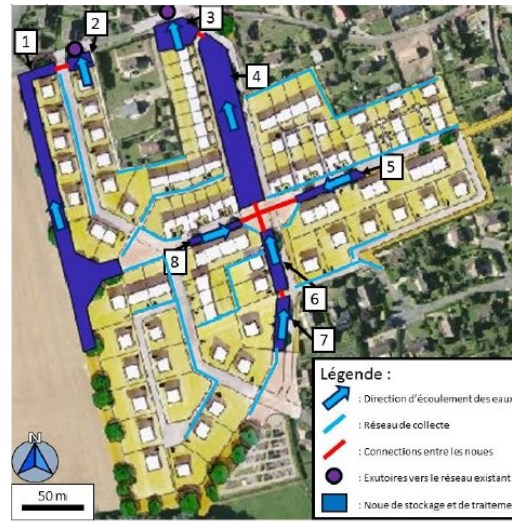 1
2
3
4
5
8
6
7
Légende :
: Direction d'écoulement des eaux
: Réseau de collecte
: Connections entre les noues
: Exutoires vers le réseau existant
: Noue de stockage et de traiteme
N
50 m